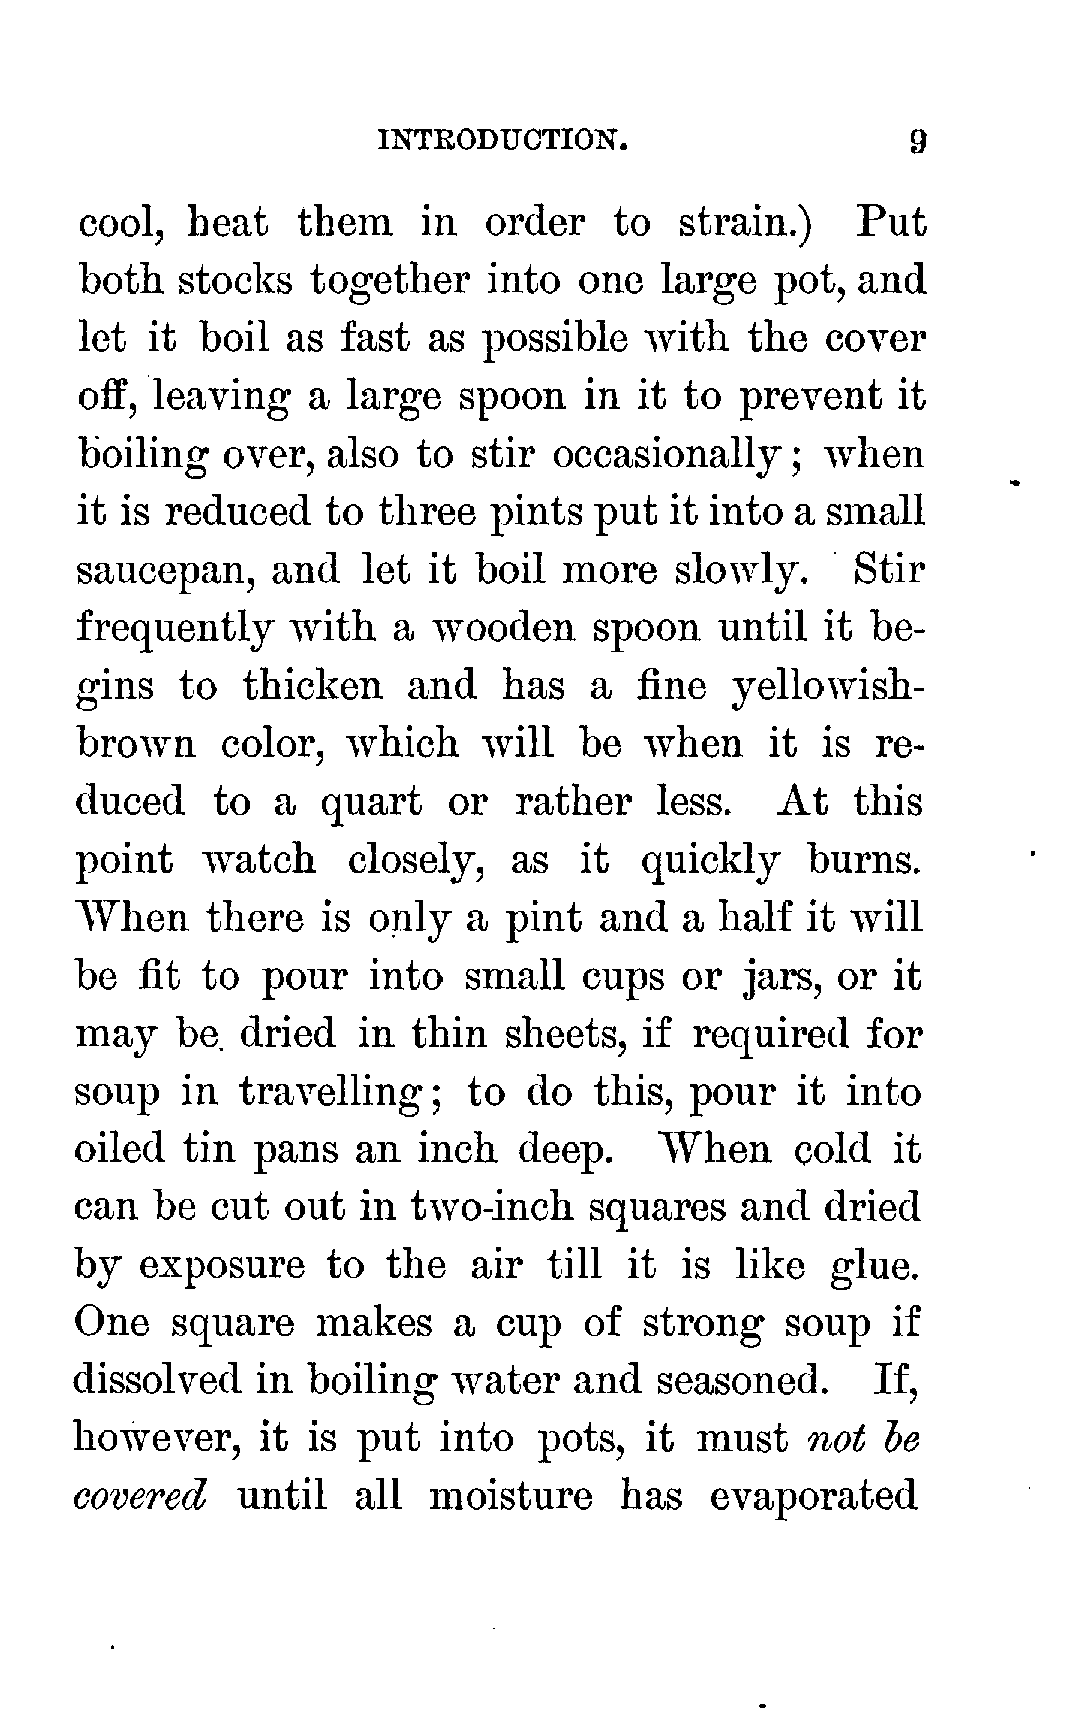 INTRODUCTION. 9
cool, heat them in order to strain.) Put
both stocks together into one large pot, and
let it boil as fast as possible with the cover
off, leaving a large spoon in it to prevent it
boiling over, also to stir occasionally; when
it is reduced to three pints put it into a small
saucepan, and let it boil more slowly. Stir
frequently with a wooden spoon until it be-
gins to thicken and has a fine yellowish-
brown color, which will be when it is re-
duced to a quart or rather less. At this
point watch closely, as it quickly burns.
When there is only a pint and a half it will
be fit to pour into small cups or jars, or it
may be dried in thin sheets, if required for
soup in travelling; to do this, pour it into
oiled tin pans an inch deep. When cold it
can be cut out in two-inch squares and dried
by exposure to the air till it is like glue.
One square makes a cup of strong soup if
dissolved in boiling water and seasoned. If,
however, it is put into pots, it must not be
covered until all moisture has evaporated